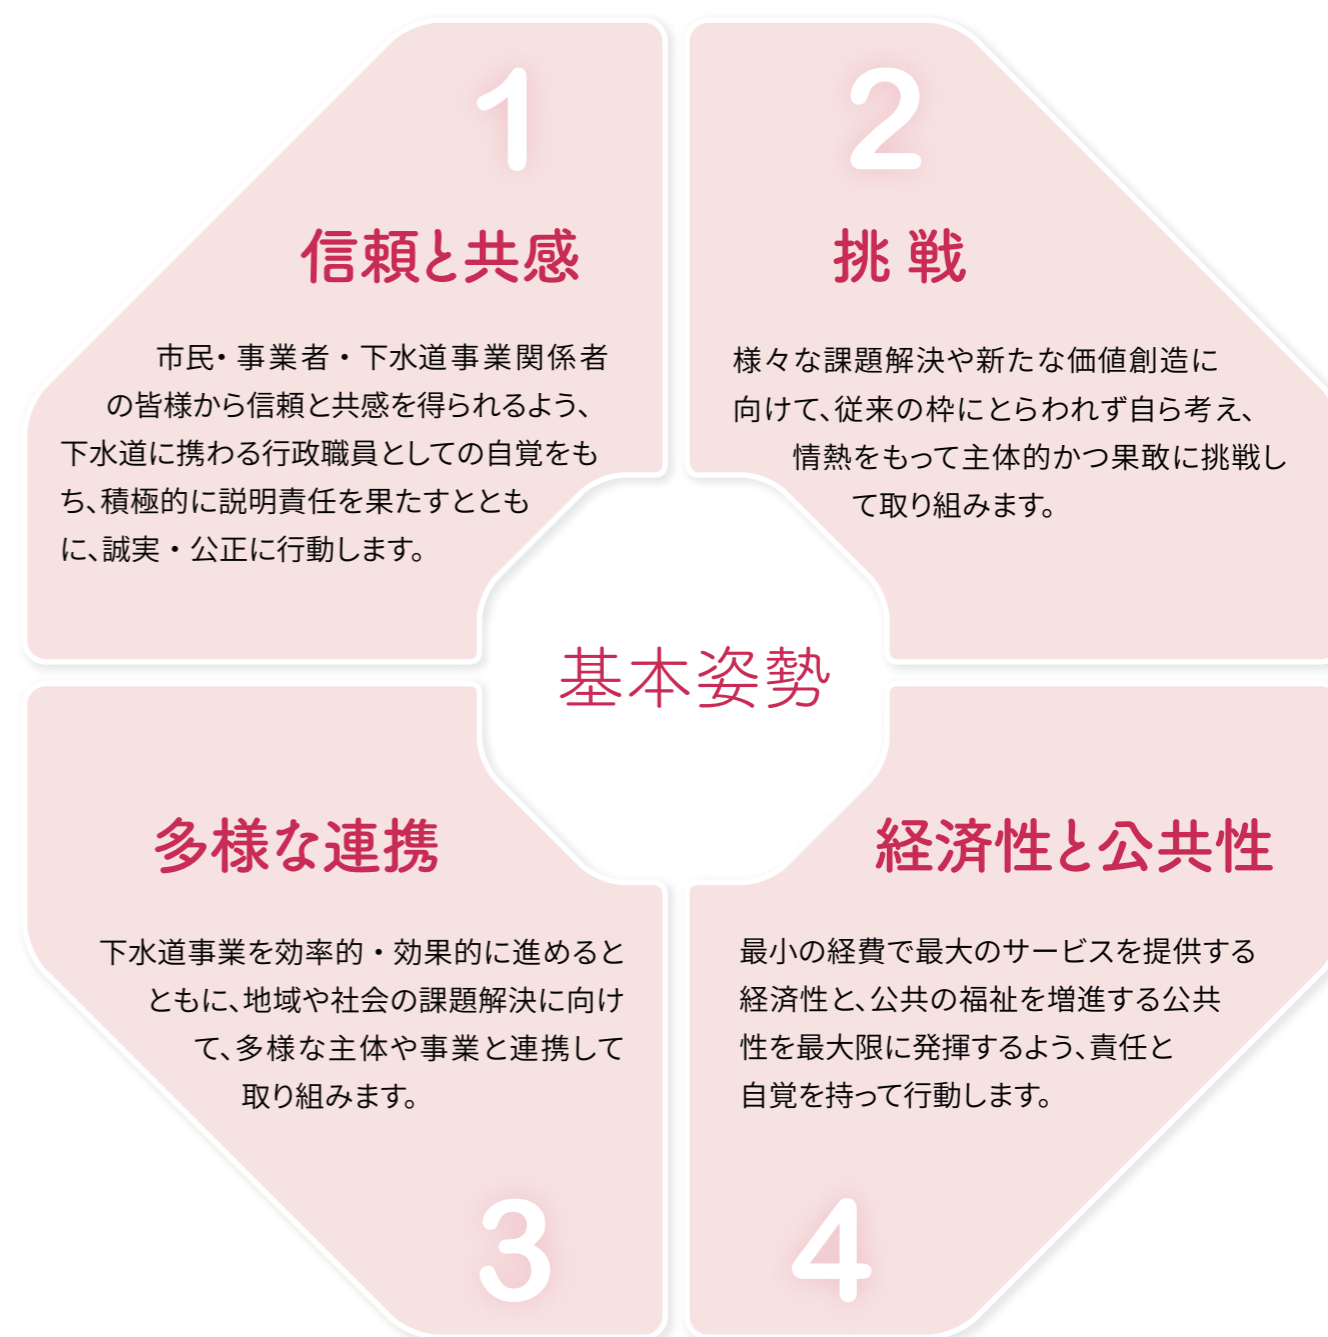 1
信頼と共感
市民・事業者・下水道事業関係者
の皆様から信頼と共感を得られるよう、
下水道に携わる行政職員としての自覚をも
ち、積極的に説明責任を果たすととも
に、誠実・公正に行動します。
2
挑戦
様々な課題解決や新たな価値創造に
向けて、従来の枠にとらわれず自ら考え、
情熱をもって主体的かつ果敢に挑戦し
て取り組みます。
基本姿勢
多様な連携
下水道事業を効率的・効果的に進めると
ともに、地域や社会の課題解決に向け
て、多様な主体や事業と連携して
取り組みます。
3
経済性と公共性
最小の経費で最大のサービスを提供する
経済性と、公共の福祉を増進する公共
性を最大限に発揮するよう、責任と
自覚を持って行動します。
4